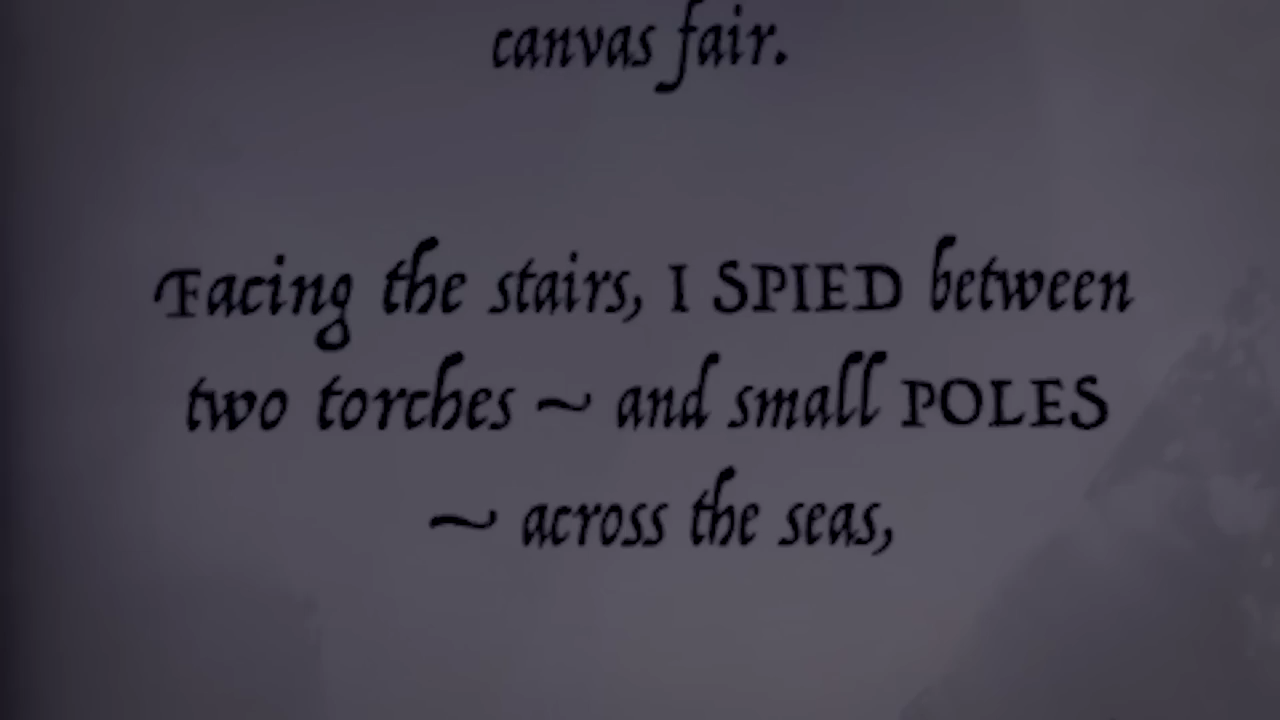 canvas fair.
Facing the stairs, I SPIED between
two torches ~ and small POLES
~ across the seas,